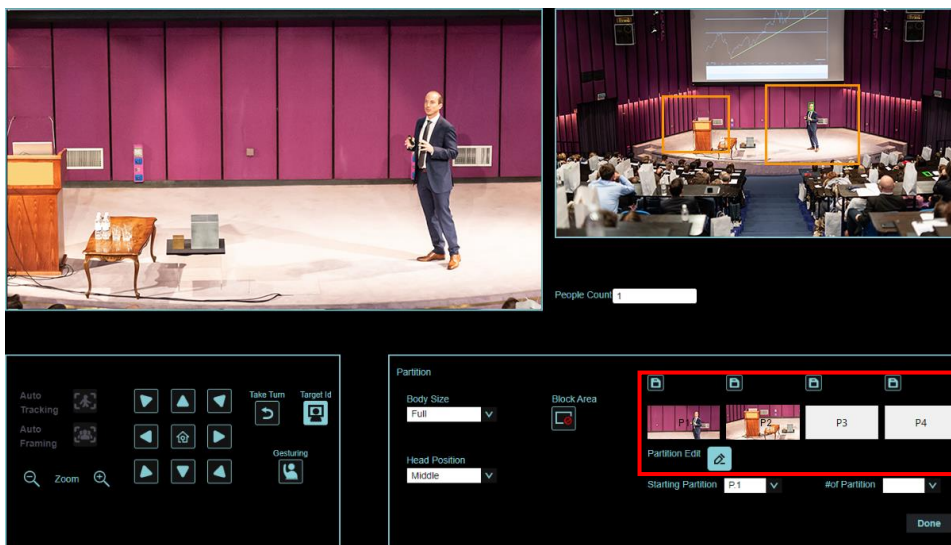 People Count 1
Auto Tracking
Auto Framing
Zoom
Take Turn
Target Id
Gesturing
Partition
Body Size
Full
Head Position
Middle
Block Area
P1
P2
P3
P4
Partition Edit
Starting Partition P.1
#of Partition
Done